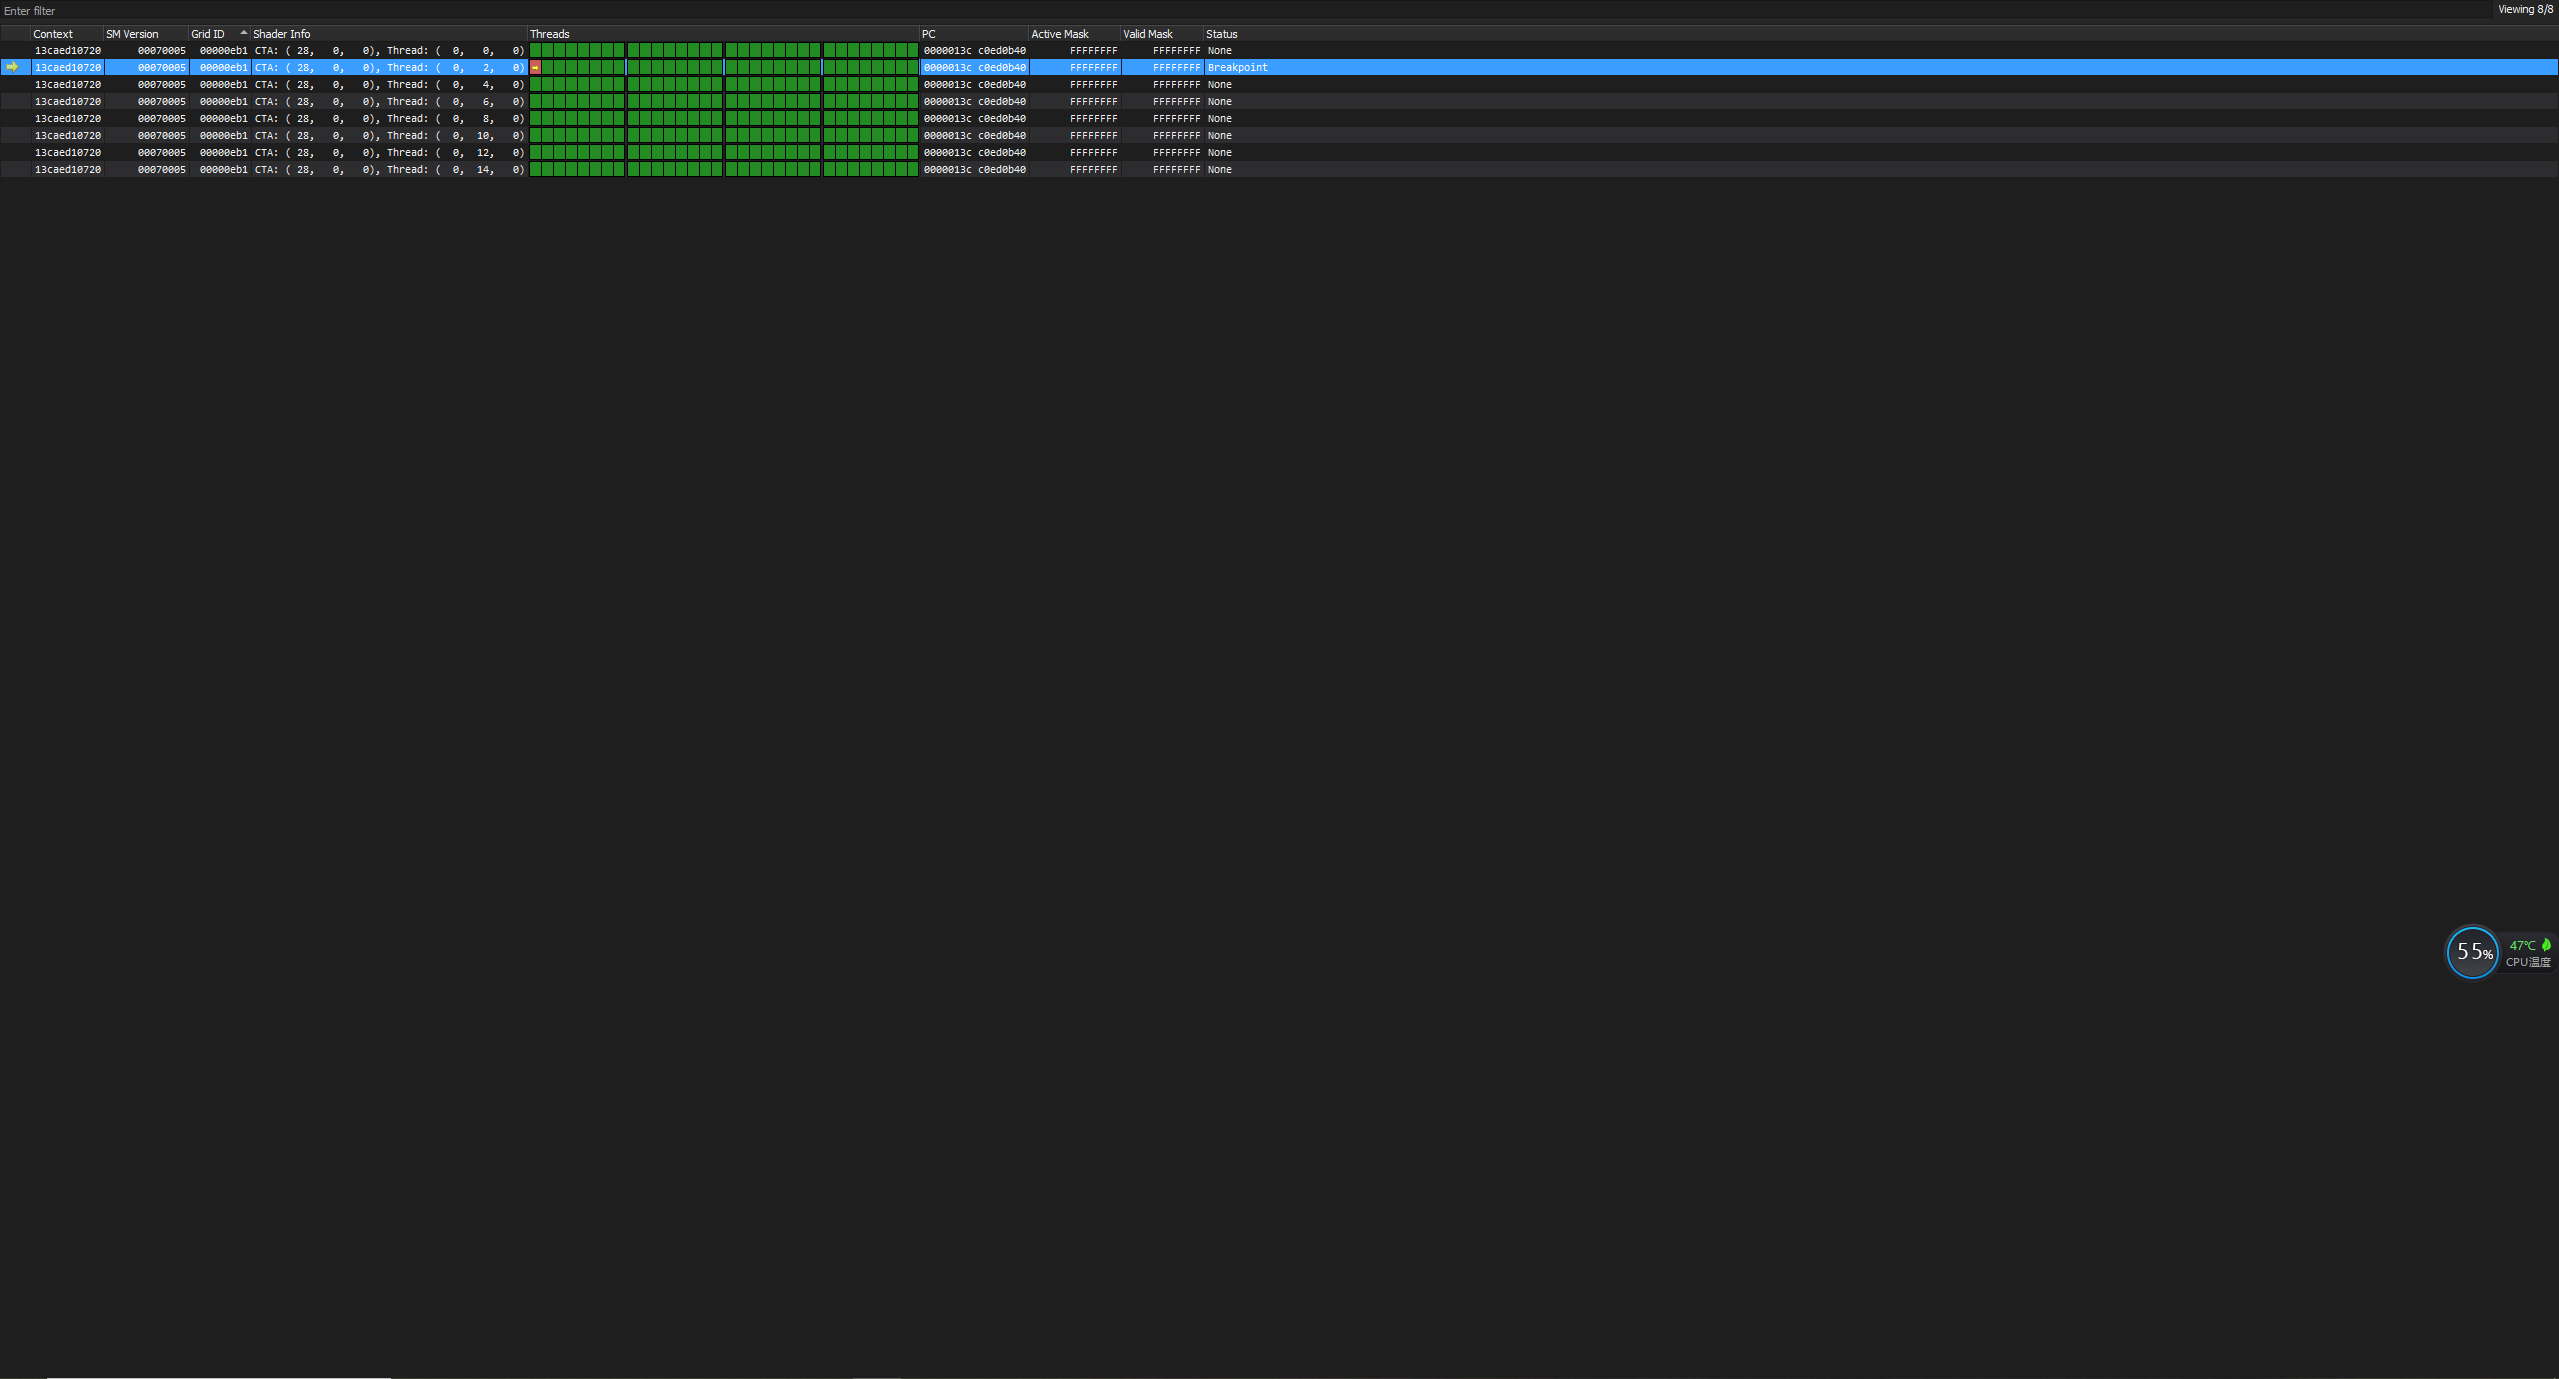 Enter filter
Viewing 8/8
Context SM Version Grid ID Shader Info Threads PC Active Mask Valid Mask Status
13caed10720 00070005 00000eb1 CTA: ( 28, 0, 0), Thread: ( 0, 0, 0) 0000013c c0ed0b40 FFFFFFFF FFFFFFFF None
13caed10720 00070005 00000eb1 CTA: ( 28, 0, 0), Thread: ( 0, 2, 0) 0000013c c0ed0b40 FFFFFFFF FFFFFFFF Breakpoint
13caed10720 00070005 00000eb1 CTA: ( 28, 0, 0), Thread: ( 0, 4, 0) 0000013c c0ed0b40 FFFFFFFF FFFFFFFF None
13caed10720 00070005 00000eb1 CTA: ( 28, 0, 0), Thread: ( 0, 6, 0) 0000013c c0ed0b40 FFFFFFFF FFFFFFFF None
13caed10720 00070005 00000eb1 CTA: ( 28, 0, 0), Thread: ( 0, 8, 0) 0000013c c0ed0b40 FFFFFFFF FFFFFFFF None
13caed10720 00070005 00000eb1 CTA: ( 28, 0, 0), Thread: ( 0, 10, 0) 0000013c c0ed0b40 FFFFFFFF FFFFFFFF None
13caed10720 00070005 00000eb1 CTA: ( 28, 0, 0), Thread: ( 0, 12, 0) 0000013c c0ed0b40 FFFFFFFF FFFFFFFF None
13caed10720 00070005 00000eb1 CTA: ( 28, 0, 0), Thread: ( 0, 14, 0) 0000013c c0ed0b40 FFFFFFFF FFFFFFFF None
55%
47℃
CPU温度